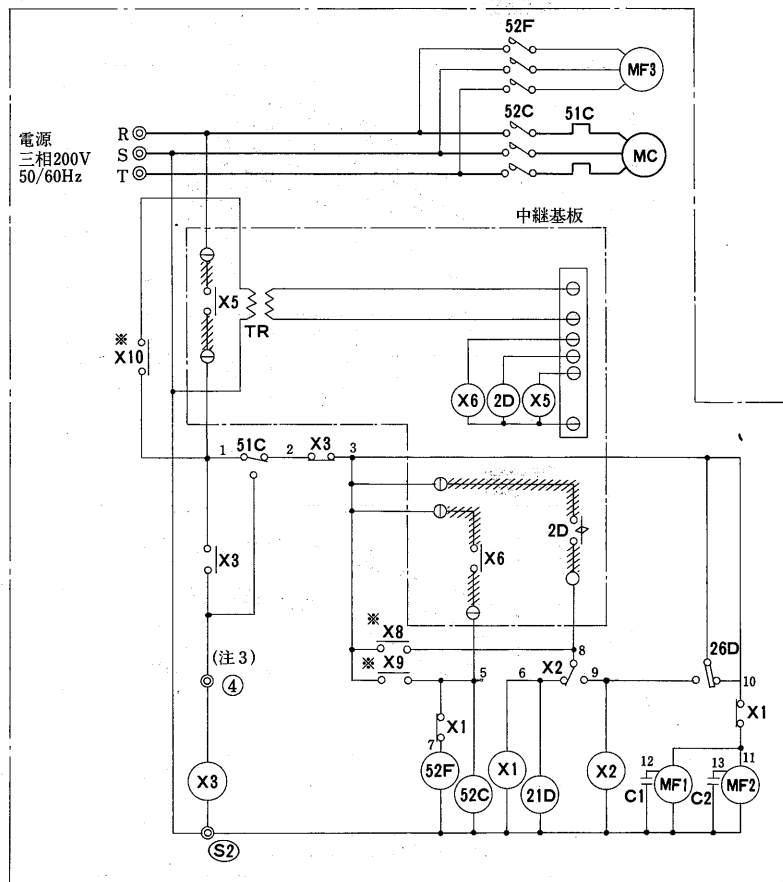 52F
MF3
電源
三相200V
50/60Hz
R
S
T
52C
51C
MC
中継基板
X5
TR
※
X10
X6
2D
X5
1
51C
2
X3
3
X3
X6
2D
※
X8
※
X9
8
(注3)
④
5
6
X2
9
26D
10
X1
7
X1
X3
52F
52C
X1
21D
X2
12
C1
MF1
13
C2
11
MF2
S2